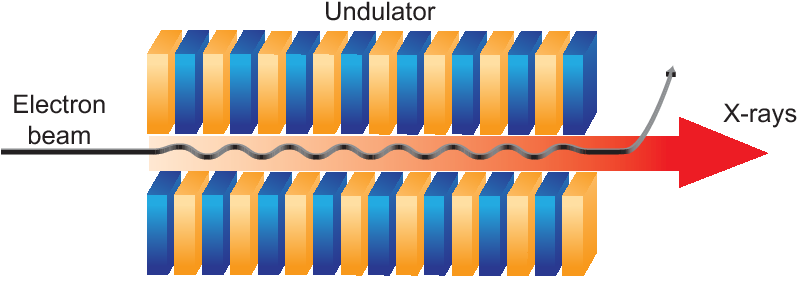 Undulator
Electron
beam
X-rays